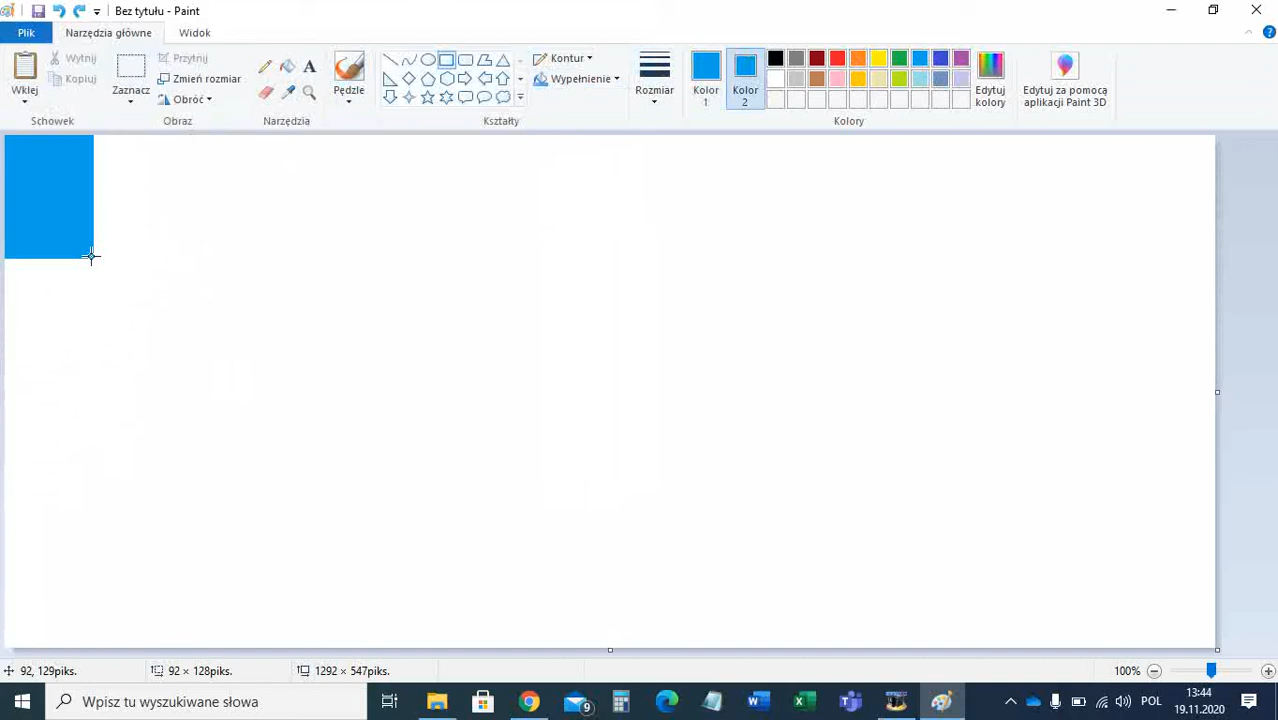 Bez tytułu - Paint
Plik
Narzędzia główne
Widok
Wklej
Wytnij
Kopiuj
Schowek
Zaznacz
Przytnij
Zmień rozmiar
Obróć
Obraz
Narzędzia
Pędzle
Kontur
Wypełnienie
Kształty
Rozmiar
Kolor
1
Kolor
2
Edytuj
kolory
Kolory
Edytuj za pomocą
aplikacji Paint 3D
92, 129piks.
92 × 128piks.
1292 × 547piks.
100%
Wpisz tu wyszukiwane słowa
9
POL
13:44
19.11.2020